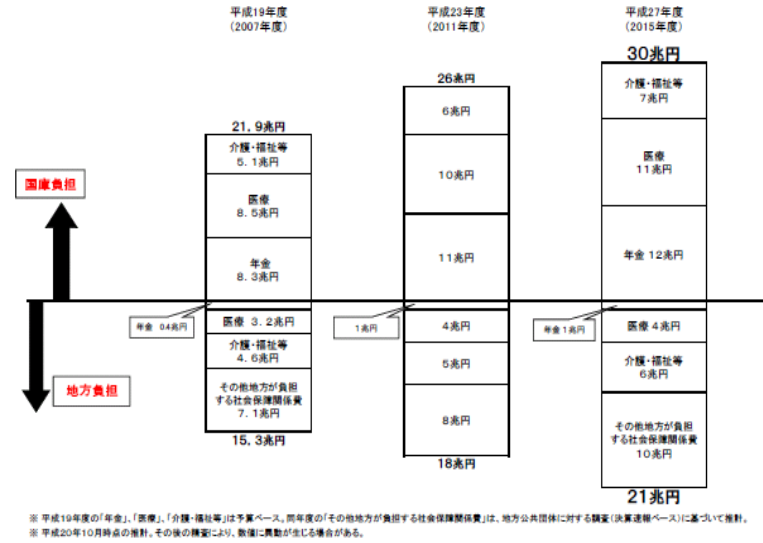 平成19年度
(2007年度)
平成23年度
(2011年度)
平成27年度
(2015年度)
21.9兆円
介護・福祉等
5.1兆円
医療
8.5兆円
年金
8.3兆円
26兆円
6兆円
10兆円
11兆円
30兆円
介護・福祉等
7兆円
医療
11兆円
年金 12兆円
国庫負担
地方負担
年金 0.4兆円
医療 3.2兆円
介護・福祉等
4.6兆円
その他地方が負担
する社会保障関係費
7.1兆円
15.3兆円
1兆円
4兆円
5兆円
8兆円
18兆円
年金1兆円
医療 4兆円
介護・福祉等
6兆円
その他地方が負担
する社会保障関係費
10兆円
21兆円
※ 平成19年度の「年金」、「医療」、「介護・福祉等」は予算ベース。同年度の「その他地方が負担する社会保障関係費」は、地方公共団体に対する調査(決算速報ベース)に基づいて推計。
※ 平成20年10月時点の推計。その後の精査により、数値に異動が生じる場合がある。